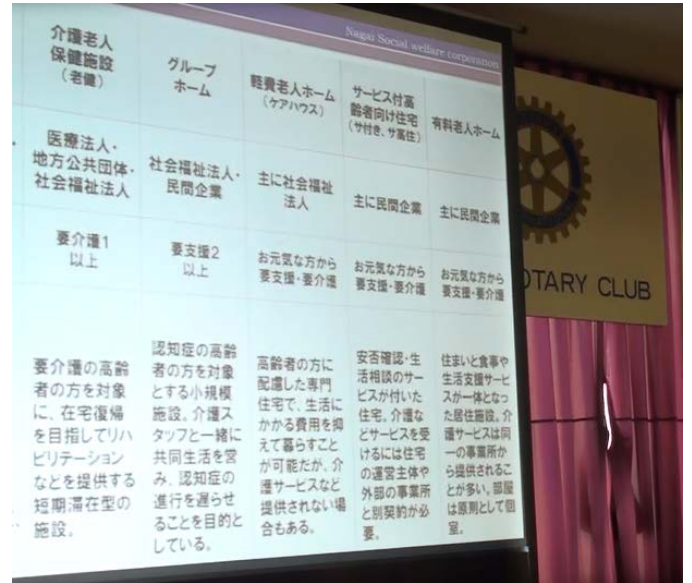 Nagai Social welfare corporation
介護老人
保健施設
（老健）
グループ
ホーム
軽費老人ホーム
（ケアハウス）
サービス付高
齢者向け住宅
（サ付き、サ高住）
有料老人ホーム
医療法人・
地方公共団体・
社会福祉法人
社会福祉法人・
民間企業
主に社会福祉
法人
主に民間企業
主に民間企業
要介護1
以上
要支援2
以上
お元気な方から
要支援・要介護
お元気な方から
要支援・要介護
お元気な方から
要支援・要介護
要介護の高齢
者の方を対象
に、在宅復帰
を目指してリハ
ビリテーション
などを提供する
短期滞在型の
施設。
認知症の高齢
者の方を対象
とする小規模
施設。介護ス
タッフと一緒に
共同生活を営
み、認知症の
進行を遅らせ
ることを目的と
している。
高齢者の方に
配慮した専門
住宅で、生活に
かかる費用を抑
えて暮らすこと
が可能だが、介
護サービスなど
提供されない場
合もある。
安否確認・生
活相談のサー
ビスが付いた
住宅。介護な
どサービスを受
けるには住宅
の運営主体や
外部の事業所
と別契約が必
要。
住まいと食事や
生活支援サービ
スが一体となっ
た居住施設。介
護サービスは同
一の事業所か
ら提供されるこ
とが多い。部屋
は原則として個
室。
OTARY CLUB